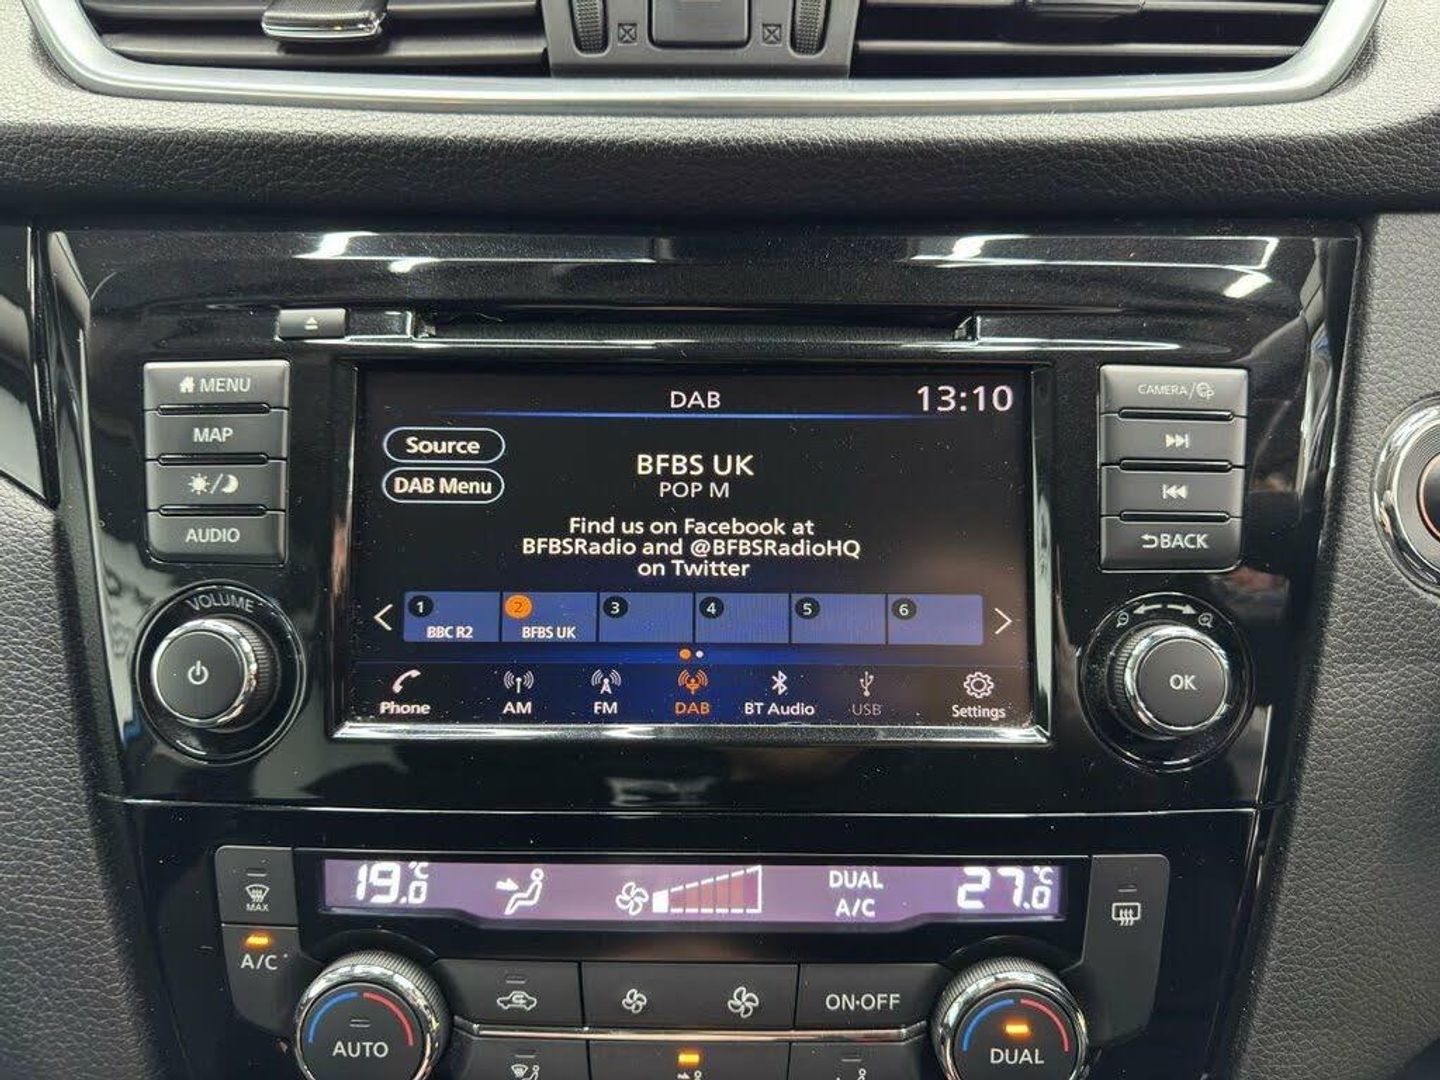 MENU
MAP
AUDIO
VOLUME
DAB
13:10
Source
DAB Menu
BFBS UK
POP M
Find us on Facebook at
BFBSRadio and @BFBSRadioHQ
on Twitter
1 BBC R2
2 BFBS UK
3
4
5
6
Phone
AM
FM
DAB
BT Audio
USB
Settings
CAMERA/
BACK
OK
MAX
A/C
19.0°C
DUAL
A/C
27.0°C
ON·OFF
AUTO
DUAL